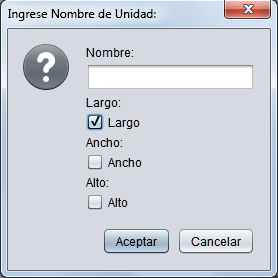 Ingrese Nombre de Unidad:
Nombre:
Largo:
Largo
Ancho:
Ancho
Alto:
Alto
Aceptar Cancelar